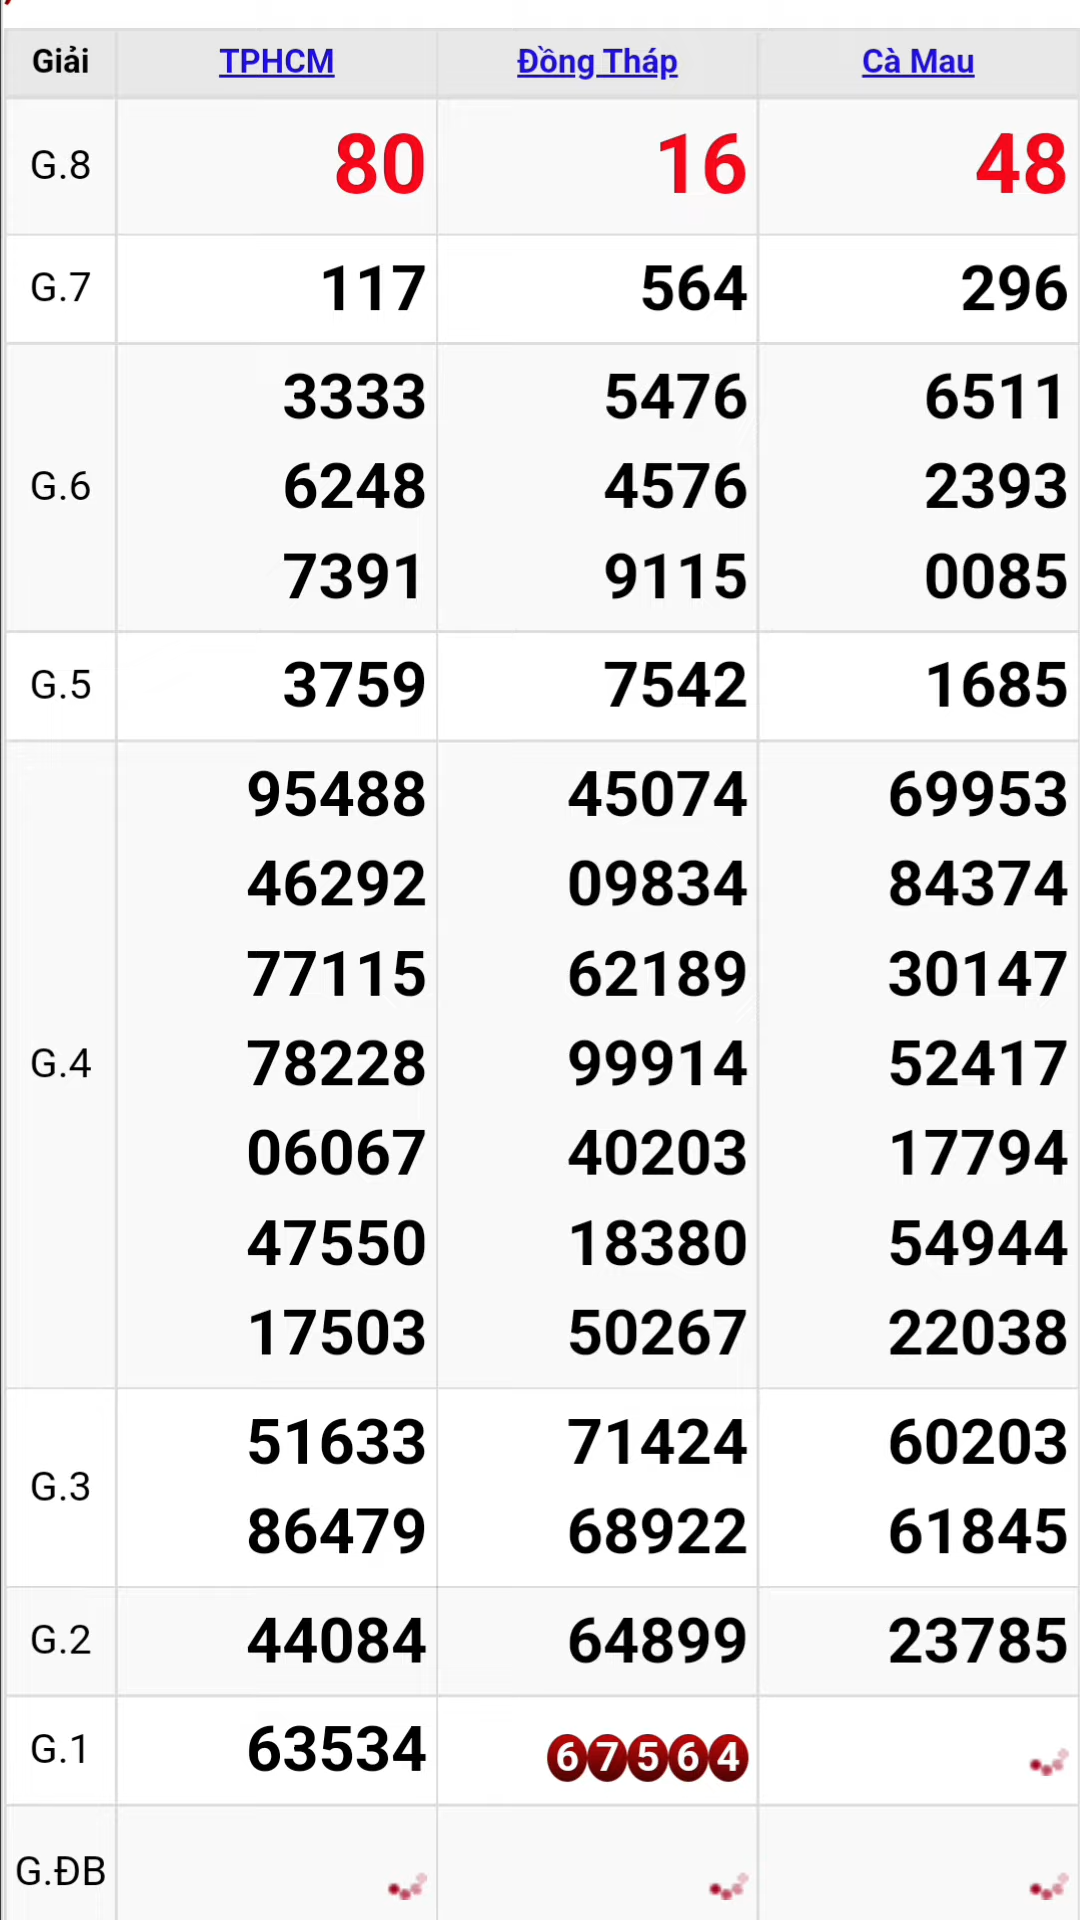 Giải TPHCM Đồng Tháp Cà Mau
G.8 80 16 48
G.7 117 564 296
3333 5476 6511
G.6 6248 4576 2393
7391 9115 0085
G.5 3759 7542 1685
95488 45074 69953
46292 09834 84374
77115 62189 30147
G.4 78228 99914 52417
06067 40203 17794
47550 18380 54944
17503 50267 22038
51633 71424 60203
G.3
86479 68922 61845
G.2 44084 64899 23785
G.1 63534 67564
G.ĐB